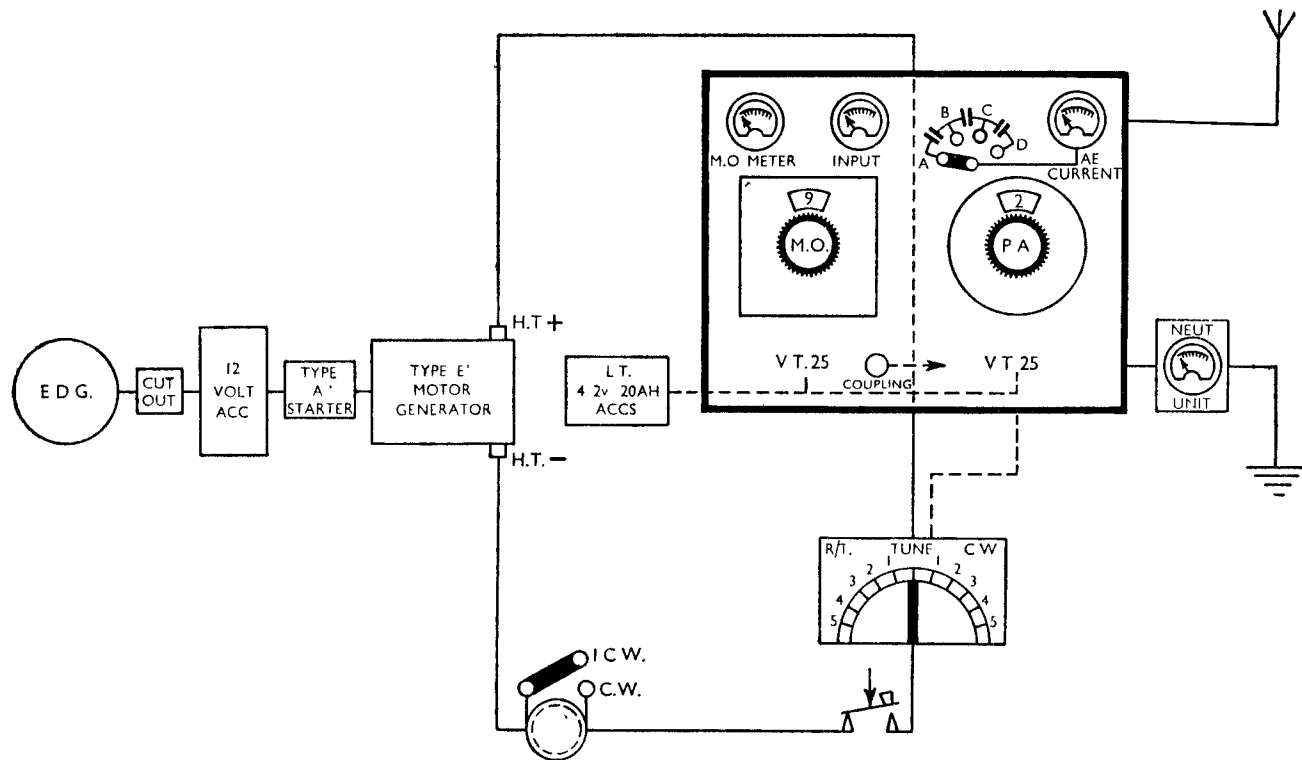 M.O METER
INPUT
A
B
C
D
AE
CURRENT
9
M.O.
2
P A
E D G.
CUT
OUT
12
VOLT
ACC
TYPE
A'
STARTER
TYPE E'
MOTOR
GENERATOR
H.T +
H.T. −
L T.
4 2v 20AH
ACCS
V T.25
COUPLING
V T 25
NEUT
UNIT
R/T.
TUNE
C W
5 4 3 2 1 1 2 3 4 5
I C W.
C.W.